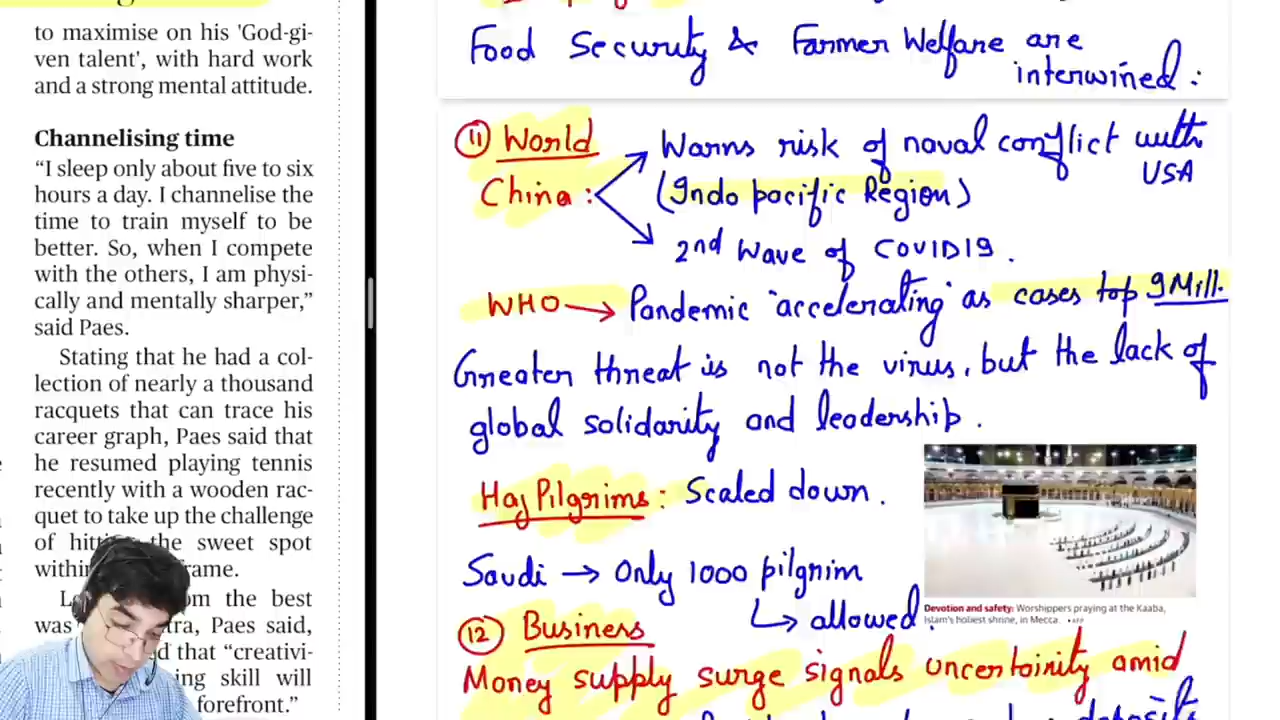 to maximise on his 'God-gi-
ven talent', with hard work
and a strong mental attitude.
Channelising time
“I sleep only about five to six
hours a day. I channelise the
time to train myself to be
better. So, when I compete
with the others, I am physi-
cally and mentally sharper,”
said Paes.
Stating that he had a col-
lection of nearly a thousand
racquets that can trace his
career graph, Paes said that
he resumed playing tennis
recently with a wooden rac-
quet to take up the challenge
of the sweet spot
frame.
from the best
was Paes said,
that “creativi-
skill will
forefront.”
Food Security & Farmer Welfare are
interwined :
11 World
China : Warns risk of naval conflict with
USA
(Indo pacific Region)
2nd wave of COVID19 .
WHO → Pandemic "accelerating" as cases top 9 Mill.
Greater threat is not the virus, but the lack of
global solidarity and leadership .
Haj Pilgrims : Scaled down .
Saudi → Only 1000 pilgrim
↳ allowed .
Devotion and safety: Worshippers praying at the Kaaba,
Islam's holiest shrine, in Mecca. • AFP
12 Business
Money supply surge signals uncertainity amid
deposits